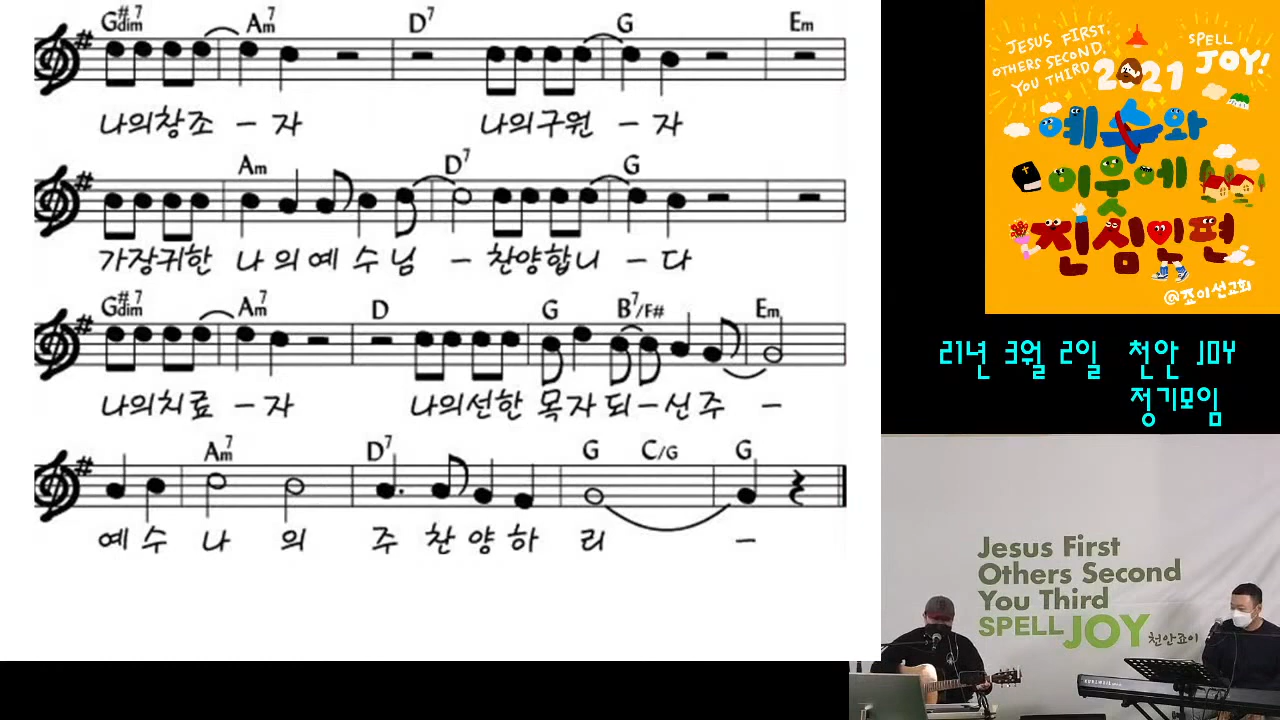 G#dim7 Am7 D7 G Em
나의창조 - 자 나의구원 - 자
Am D7 G
가장귀한 나의예수님 - 찬양합니 - 다
G#dim7 Am7 D G B7/F# Em
나의치료 - 자 나의선한 목자되-신주 -
Am7 D7 G C/G G
예수 나의 주찬양하리 -
JESUS FIRST,
OTHERS SECOND,
YOU THIRD
SPELL
JOY!
2021
예수와
이웃에
진심인편
@죠이선교회
21년 3월 2일 천안 JOY
정기모임
Jesus First
Others Second
You Third
SPELL JOY 천안죠이